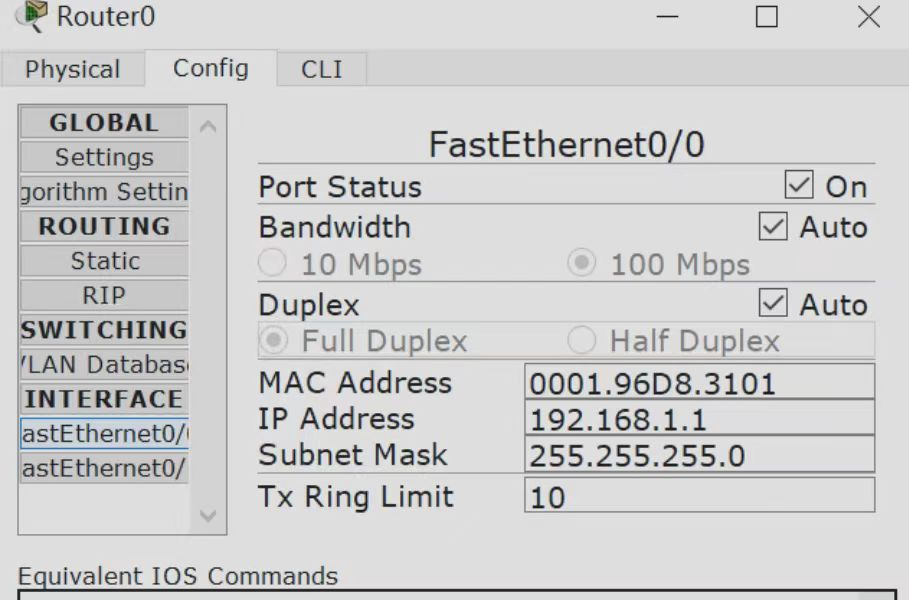 Router0
Physical Config CLI
GLOBAL
Settings
gorithm Settin
ROUTING
Static
RIP
SWITCHING
VLAN Databas
INTERFACE
astEthernet0/
astEthernet0/
FastEthernet0/0
Port Status On
Bandwidth Auto
10 Mbps 100 Mbps
Duplex Auto
Full Duplex Half Duplex
MAC Address 0001.96D8.3101
IP Address 192.168.1.1
Subnet Mask 255.255.255.0
Tx Ring Limit 10
Equivalent IOS Commands